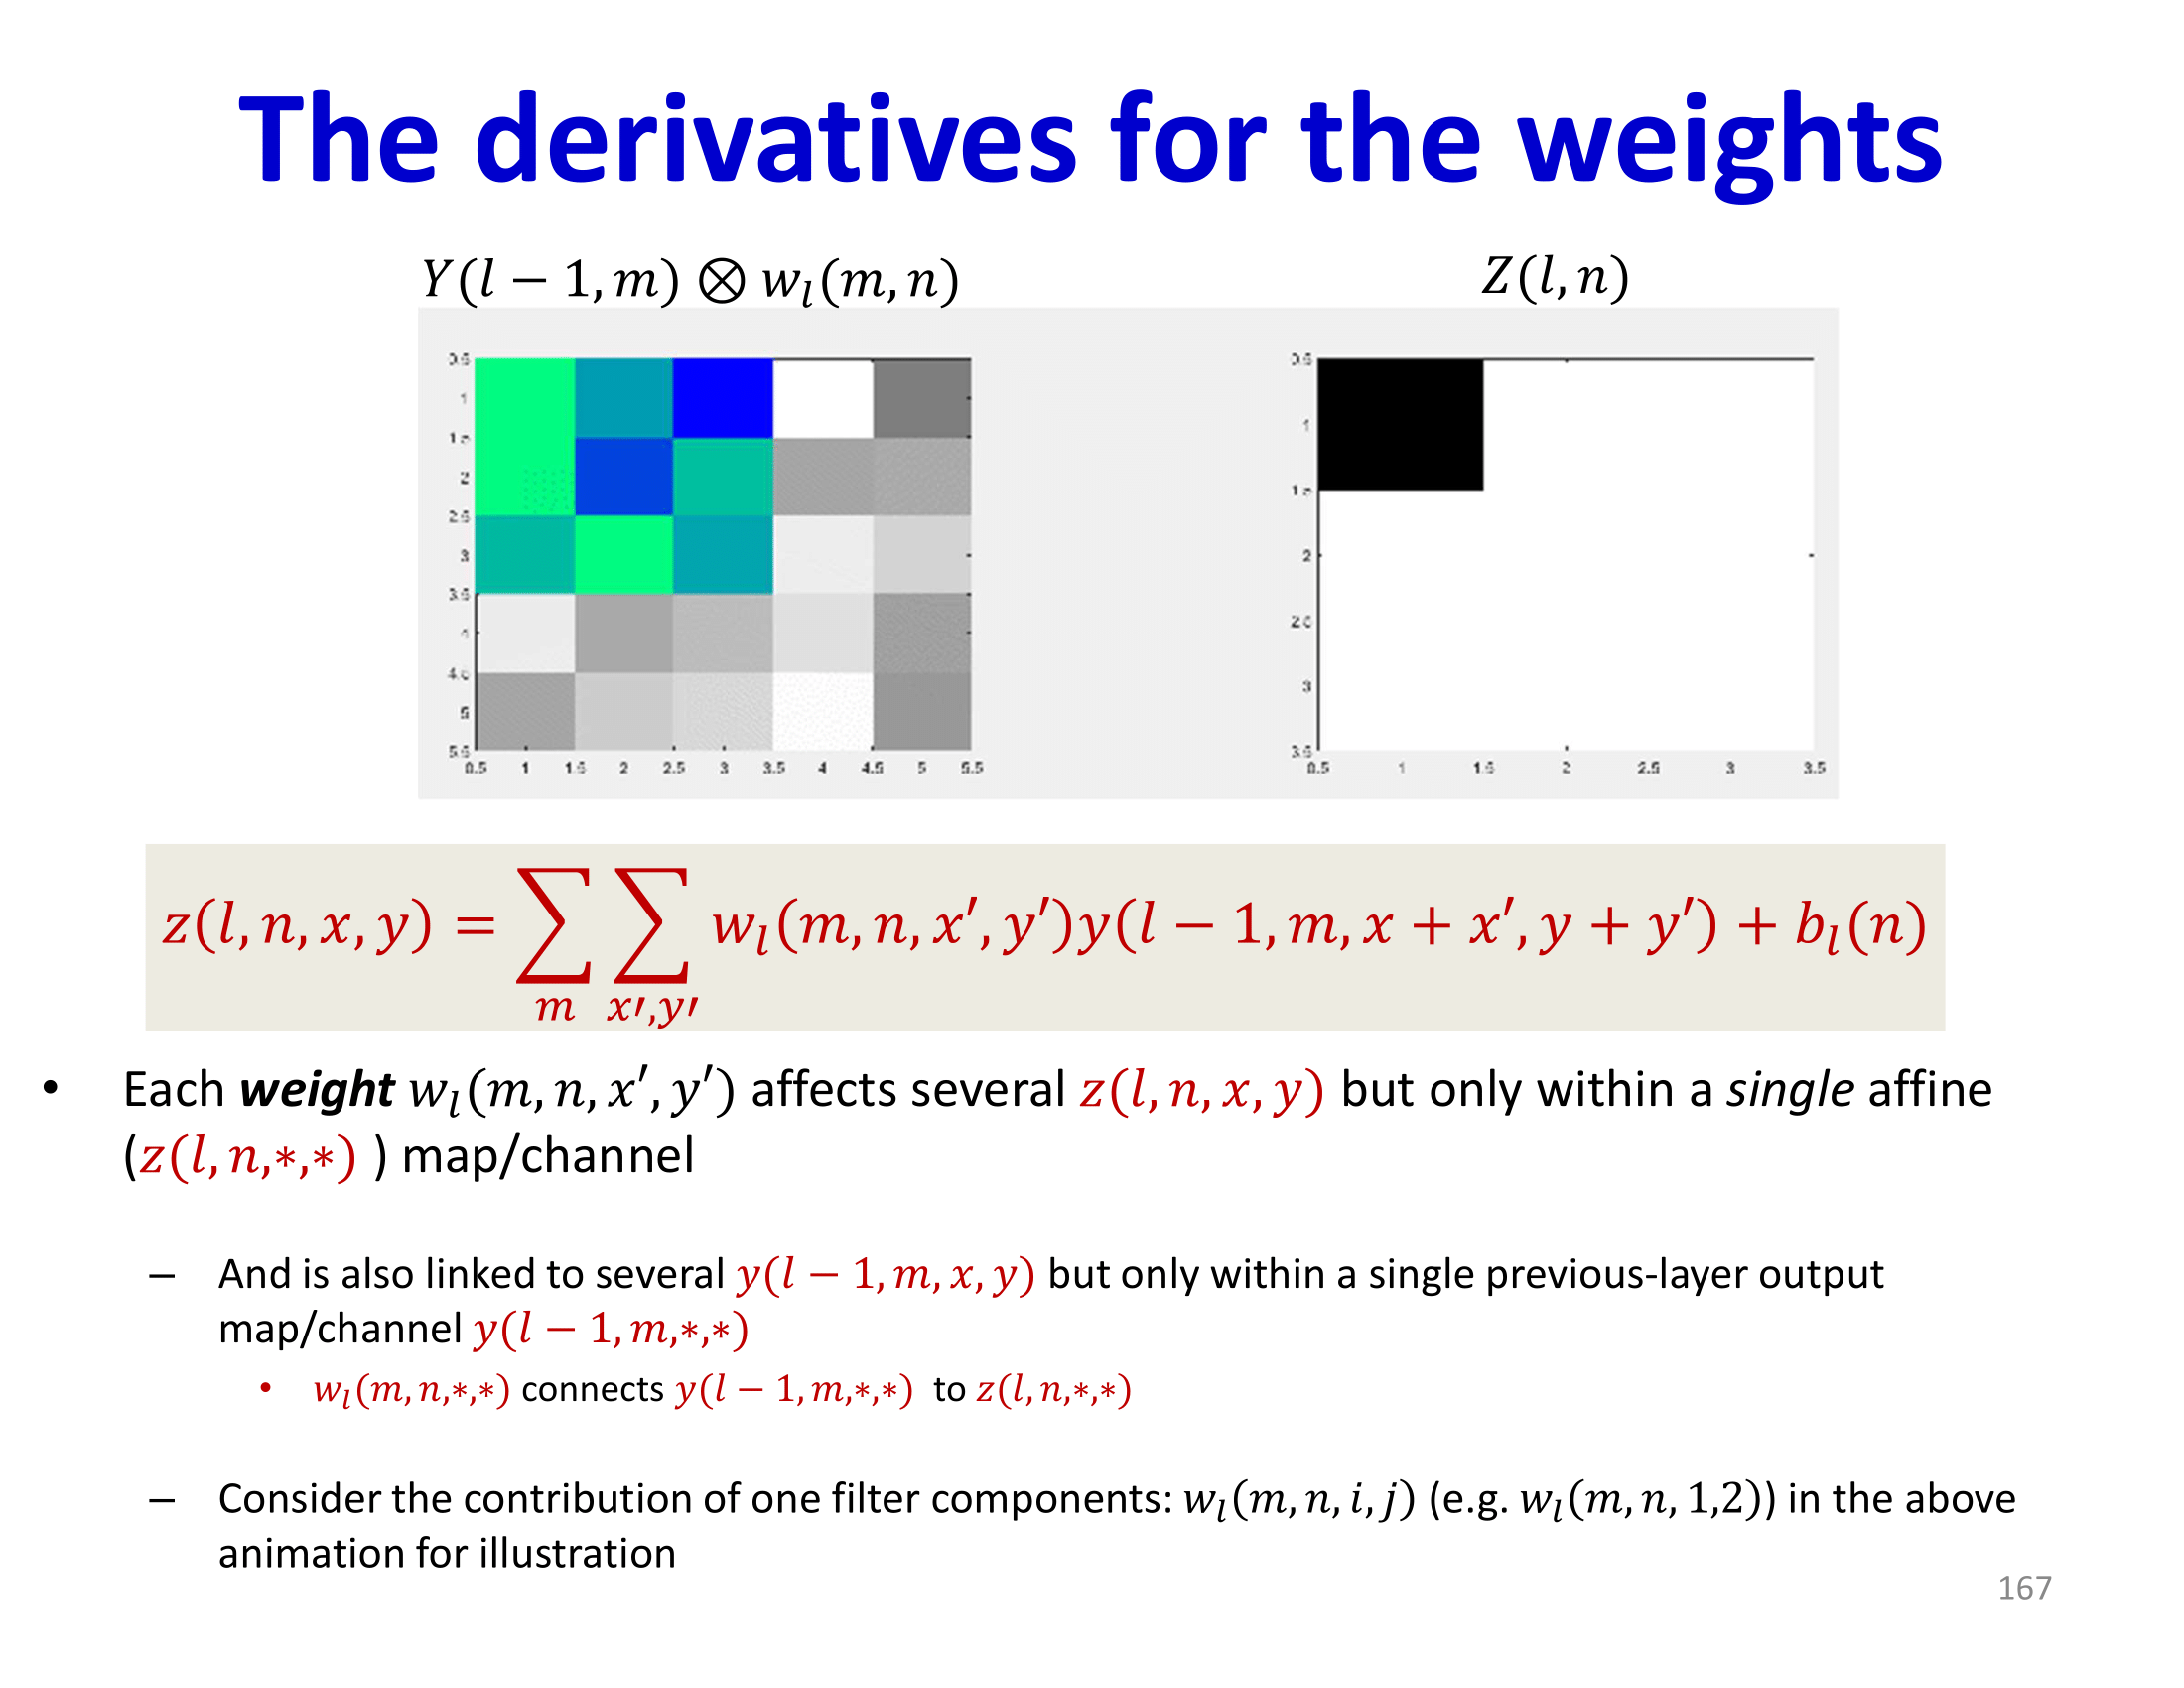 The derivatives for the weights
Y(l − 1, m) ⊗ w_l(m, n)
Z(l, n)
0.5
1
1.5
2
2.5
3
3.5
4
4.5
5
5.5
0.5 1 1.5 2 2.5 3 3.5 4 4.5 5 5.5
0.5
1
1.5
2
2.5
3
3.5
0.5 1 1.5 2 2.5 3 3.5
z(l, n, x, y) = ∑_m ∑_{x′,y′} w_l(m, n, x′, y′)y(l − 1, m, x + x′, y + y′) + b_l(n)
• Each weight w_l(m, n, x′, y′) affects several z(l, n, x, y) but only within a single affine
(z(l, n,∗,∗) ) map/channel
– And is also linked to several y(l − 1, m, x, y) but only within a single previous-layer output
map/channel y(l − 1, m,∗,∗)
• w_l(m, n,∗,∗) connects y(l − 1, m,∗,∗) to z(l, n,∗,∗)
– Consider the contribution of one filter components: w_l(m, n, i, j) (e.g. w_l(m, n, 1,2)) in the above
animation for illustration
167